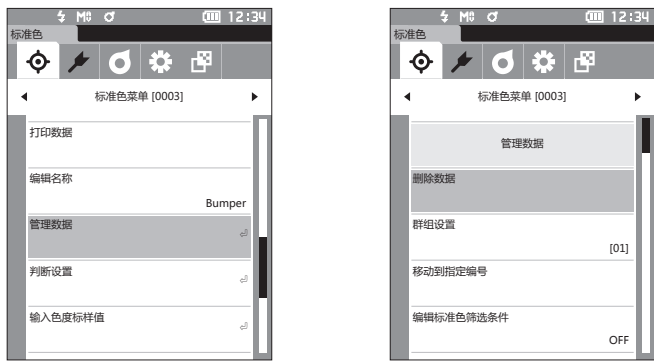 M 12:34
标准色
标准色菜单 [0003]
打印数据
编辑名称
Bumper
管理数据
判断设置
输入色度标样值
M 12:34
标准色
标准色菜单 [0003]
管理数据
删除数据
群组设置
[01]
移动到指定编号
编辑标准色筛选条件
OFF